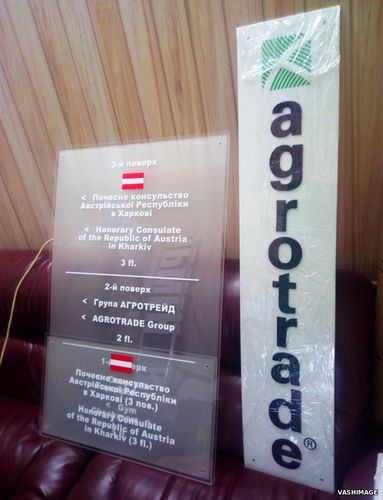 3-й поверх
< Почесне консульство
Австрійської Республіки
в Харкові
< Honorary Consulate
of the Republic of Austria
in Kharkiv
3 fl.
2-й поверх
< Група АГРОТРЕЙД
< AGROTRADE Group
2 fl.
1-й поверх
Почесне консульство
Австрійської Республіки
в Харкові (3 пов.)
< Gym
Honorary Consulate
of the Republic of Austria
in Kharkiv (3 fl.)
agrotrade®
VASHIMAGE